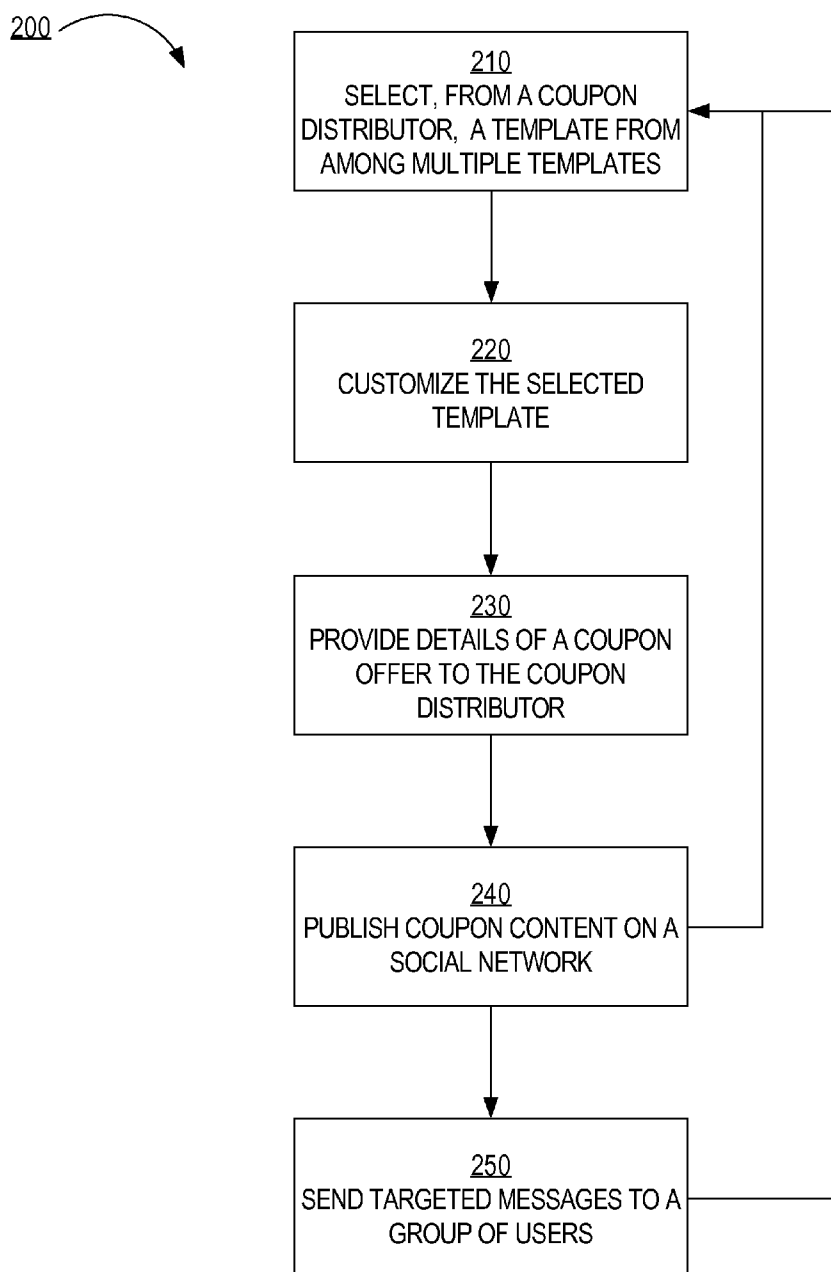 200
210
SELECT, FROM A COUPON
DISTRIBUTOR, A TEMPLATE FROM
AMONG MULTIPLE TEMPLATES
220
CUSTOMIZE THE SELECTED
TEMPLATE
230
PROVIDE DETAILS OF A COUPON
OFFER TO THE COUPON
DISTRIBUTOR
240
PUBLISH COUPON CONTENT ON A
SOCIAL NETWORK
250
SEND TARGETED MESSAGES TO A
GROUP OF USERS